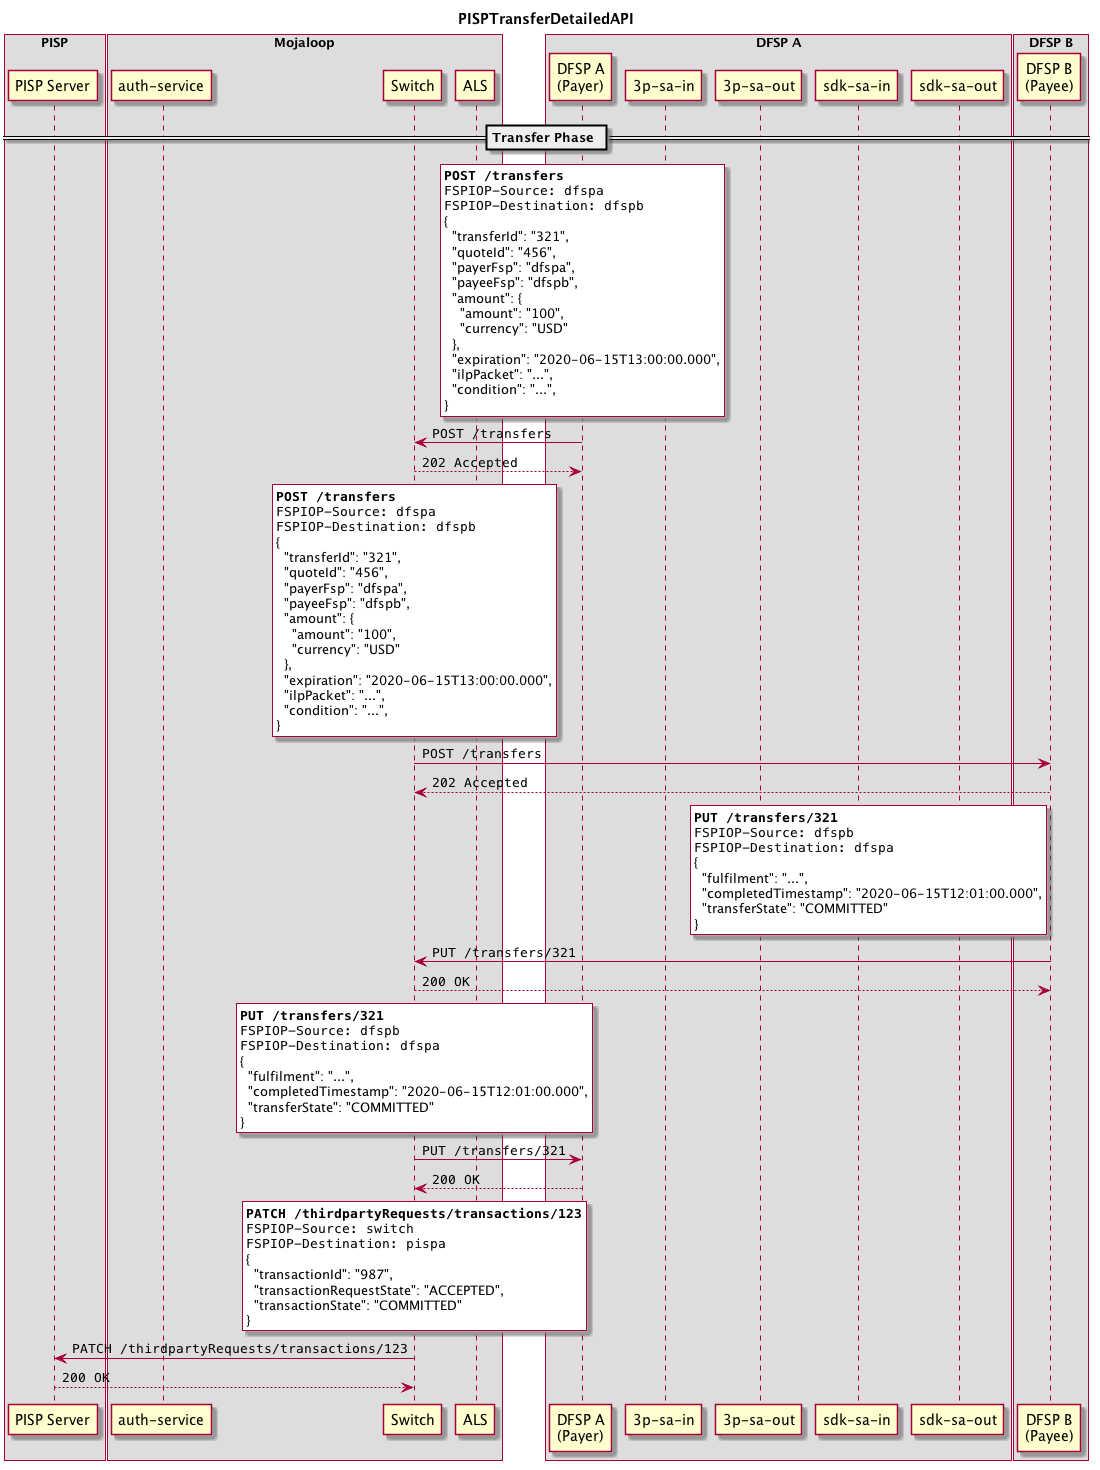 PISPTransferDetailedAPI
PISP
Mojaloop
DFSP A
DFSP B
PISP Server
auth-service
Switch
ALS
DFSP A
(Payer)
3p-sa-in
3p-sa-out
sdk-sa-in
sdk-sa-out
DFSP B
(Payee)
Transfer Phase
POST /transfers
FSPIOP-Source: dfspa
FSPIOP-Destination: dfspb
{
"transferId": "321",
"quoteId": "456",
"payerFsp": "dfspa",
"payeeFsp": "dfspb",
"amount": {
"amount": "100",
"currency": "USD"
},
"expiration": "2020-06-15T13:00:00.000",
"ilpPacket": "...",
"condition": "...",
}
POST /transfers
202 Accepted
POST /transfers
FSPIOP-Source: dfspa
FSPIOP-Destination: dfspb
{
"transferId": "321",
"quoteId": "456",
"payerFsp": "dfspa",
"payeeFsp": "dfspb",
"amount": {
"amount": "100",
"currency": "USD"
},
"expiration": "2020-06-15T13:00:00.000",
"ilpPacket": "...",
"condition": "...",
}
POST /transfers
202 Accepted
PUT /transfers/321
FSPIOP-Source: dfspb
FSPIOP-Destination: dfspa
{
"fulfilment": "...",
"completedTimestamp": "2020-06-15T12:01:00.000",
"transferState": "COMMITTED"
}
PUT /transfers/321
200 OK
PUT /transfers/321
FSPIOP-Source: dfspb
FSPIOP-Destination: dfspa
{
"fulfilment": "...",
"completedTimestamp": "2020-06-15T12:01:00.000",
"transferState": "COMMITTED"
}
PUT /transfers/321
200 OK
PATCH /thirdpartyRequests/transactions/123
FSPIOP-Source: switch
FSPIOP-Destination: pispa
{
"transactionId": "987",
"transactionRequestState": "ACCEPTED",
"transactionState": "COMMITTED"
}
PATCH /thirdpartyRequests/transactions/123
200 OK
PISP Server
auth-service
Switch
ALS
DFSP A
(Payer)
3p-sa-in
3p-sa-out
sdk-sa-in
sdk-sa-out
DFSP B
(Payee)